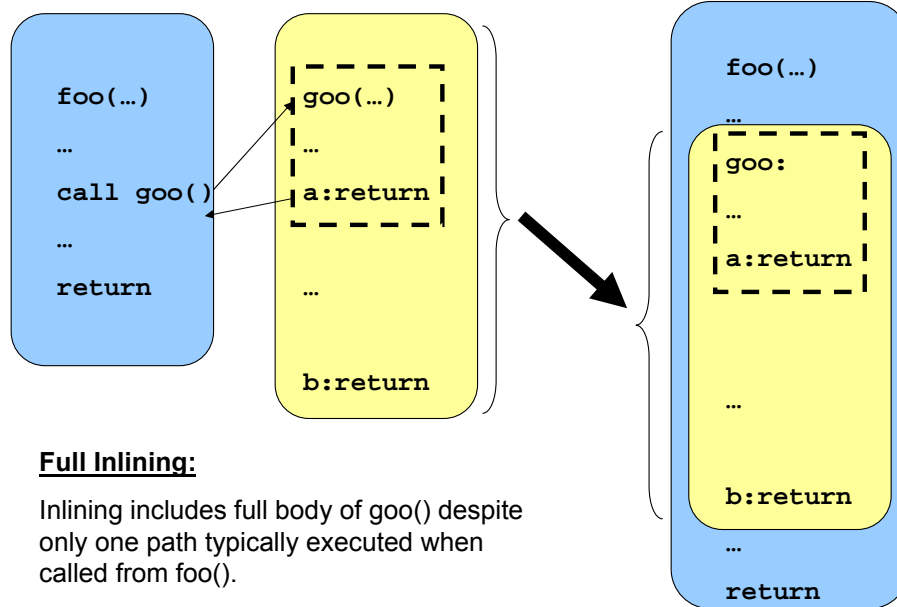 foo(…)
…
call goo()
…
return
goo(…)
…
a:return
…
b:return
foo(…)
…
goo:
…
a:return
…
b:return
…
return
Full Inlining:
Inlining includes full body of goo() despite
only one path typically executed when
called from foo().